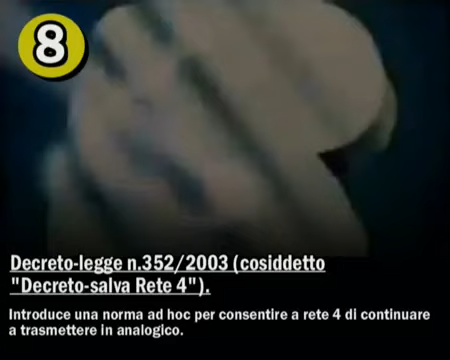 8
Decreto-legge n.352/2003 (cosiddetto
"Decreto-salva Rete 4").
Introduce una norma ad hoc per consentire a rete 4 di continuare
a trasmettere in analogico.